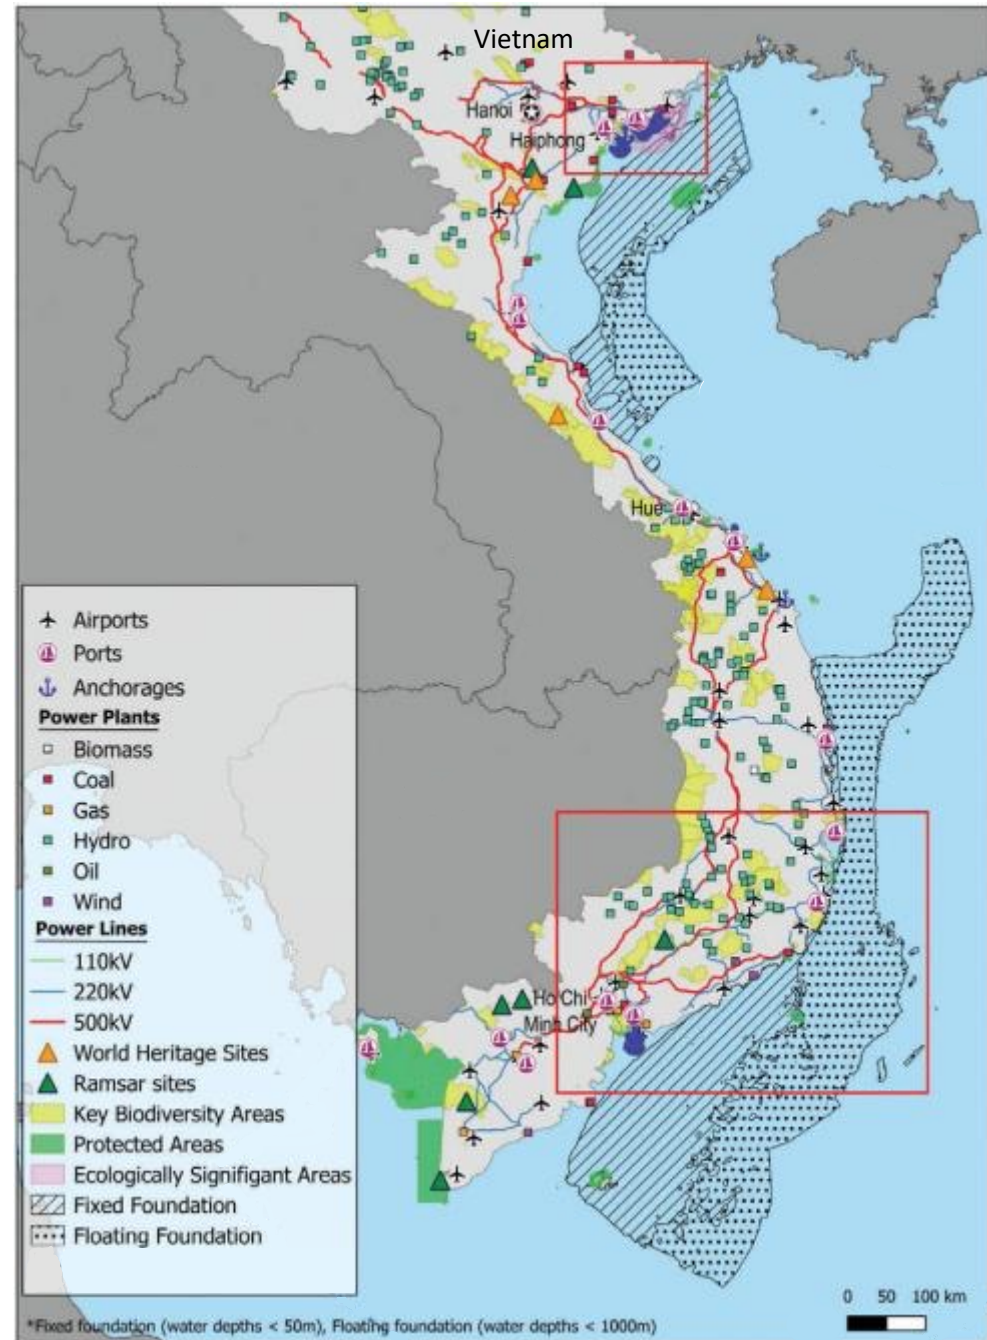 Vietnam
Hanoi
Haiphong
Hue
Ho Chi
Minh City
Airports
Ports
Anchorages
Power Plants
Biomass
Coal
Gas
Hydro
Oil
Wind
Power Lines
110kV
220kV
500kV
World Heritage Sites
Ramsar sites
Key Biodiversity Areas
Protected Areas
Ecologically Signifigant Areas
Fixed Foundation
Floating Foundation
0 50 100 km
*Fixed foundation (water depths < 50m), Floating foundation (water depths < 1000m)